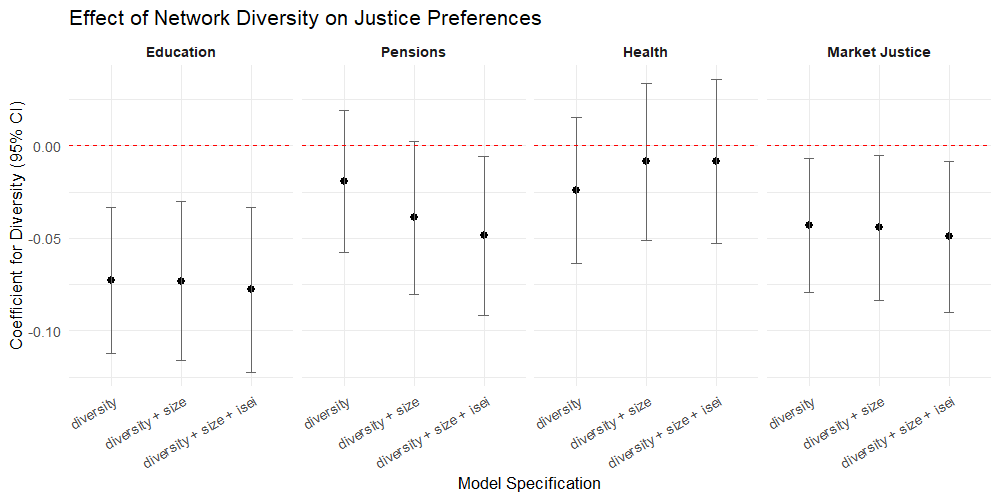 Effect of Network Diversity on Justice Preferences
Education
Pensions
Health
Market Justice
Coefficient for Diversity (95% CI)
0.00
-0.05
-0.10
diversity
diversity + size
diversity + size + isei
diversity
diversity + size
diversity + size + isei
diversity
diversity + size
diversity + size + isei
diversity
diversity + size
diversity + size + isei
Model Specification